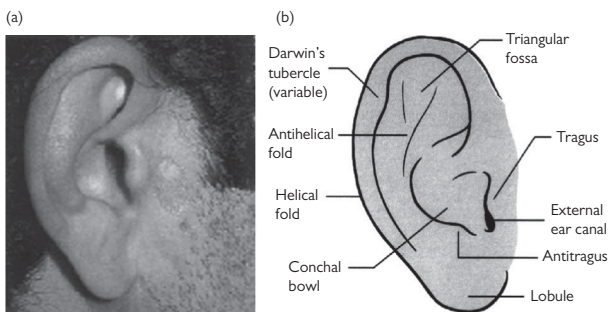 (a)
(b)
Darwin's
tubercle
(variable)
Triangular
fossa
Antihelical
fold
Tragus
Helical
fold
External
ear canal
Antitragus
Conchal
bowl
Lobule